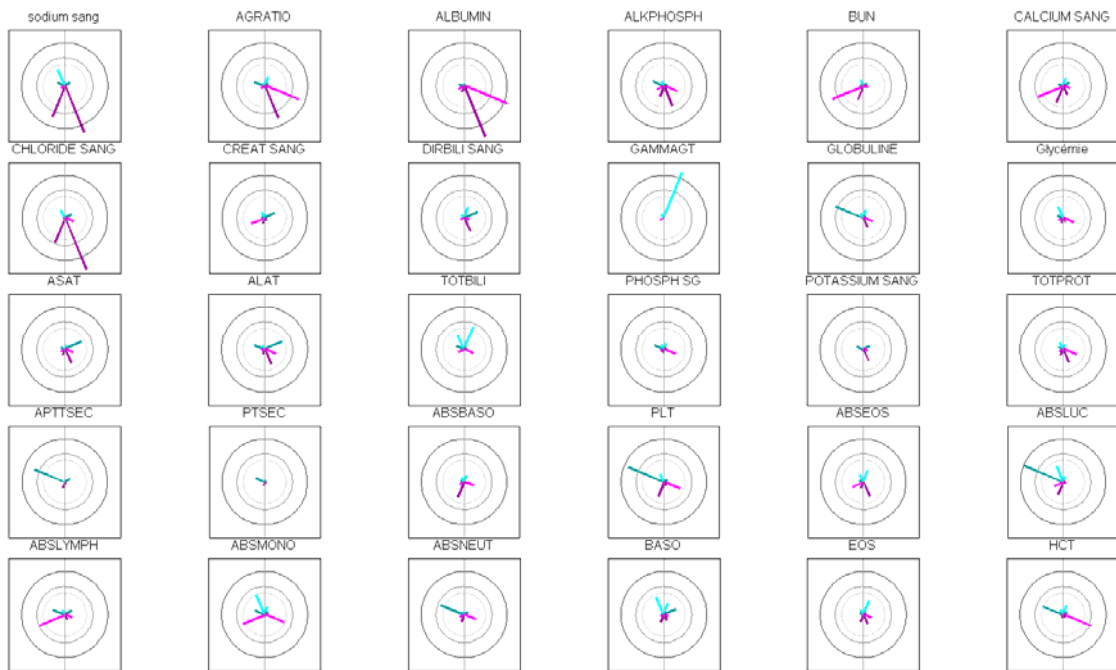 sodium sang AGRATIO ALBUMIN ALKPHOSPH BUN CALCIUM SANG
CHLORIDE SANG CREAT SANG DIRBILI SANG GAMMAGT GLOBULINE Glycémie
ASAT ALAT TOTBILI PHOSPH SG POTASSIUM SANG TOTPROT
APTTSEC PTSEC ABSBASO PLT ABSEOS ABSLUC
ABSLYMPH ABSMONO ABSNEUT BASO EOS HCT